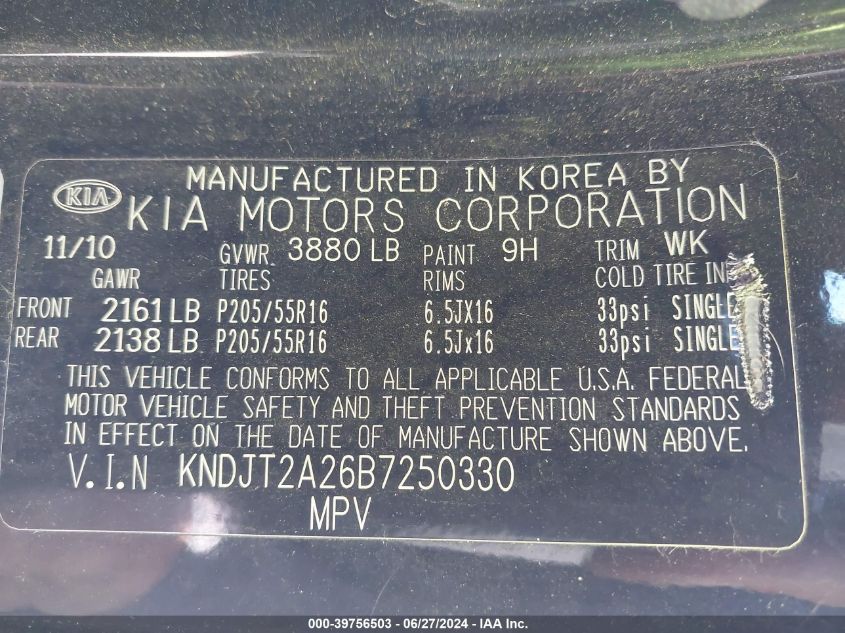 MANUFACTURED IN KOREA BY
KIA KIA MOTORS CORPORATION
11/10 GVWR 3880 LB PAINT 9H TRIM WK
GAWR TIRES RIMS COLD TIRE
FRONT 2161 LB P205/55R16 6.5JX16 33psi SINGLE
REAR 2138 LB P205/55R16 6.5Jx16 33psi SINGLE
THIS VEHICLE CONFORMS TO ALL APPLICABLE U.S.A. FEDERAL
MOTOR VEHICLE SAFETY AND THEFT PREVENTION STANDARDS
IN EFFECT ON THE DATE OF MANUFACTURE SHOWN ABOVE.
V.I.N KNDJT2A26B7250330
MPV
000-39756503 - 06/27/2024 - IAA Inc.